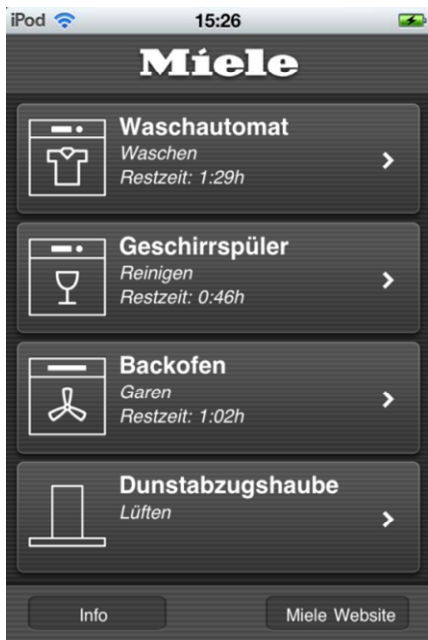 iPod 15:26
Miele
Waschautomat
Waschen
Restzeit: 1:29h
Geschirrspüler
Reinigen
Restzeit: 0:46h
Backofen
Garen
Restzeit: 1:02h
Dunstabzugshaube
Lüften
Info Miele Website